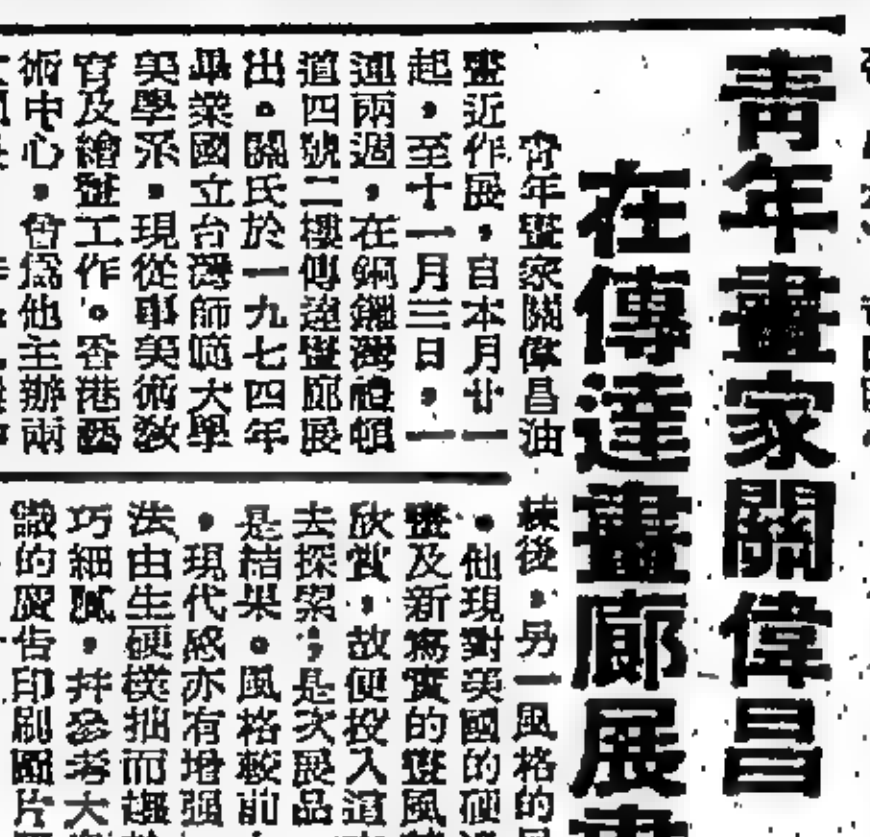 青年畫家關偉昌
在傳達畫廊展畫
青年畫家關偉昌油
畫近作展，自本月廿一
起，至十一月三日，一
連兩週，在銅鑼灣禮頓
道四號二樓傳達畫廊展
出。關氏於一九七四年
畢業國立台灣師範大學
美學系，現從事美術教
育及繪畫工作。香港藝
術中心，曾爲他主辦兩
後，另一風格的
他現對美國的硬
畫及新寫實的畫風
欣賞，故便投入這
去探索；是次展品
是結果。風格較前
，現代感亦有增强
法由生硬樸拙而趨
巧細膩，并參考大
識的廣告印刷圖片